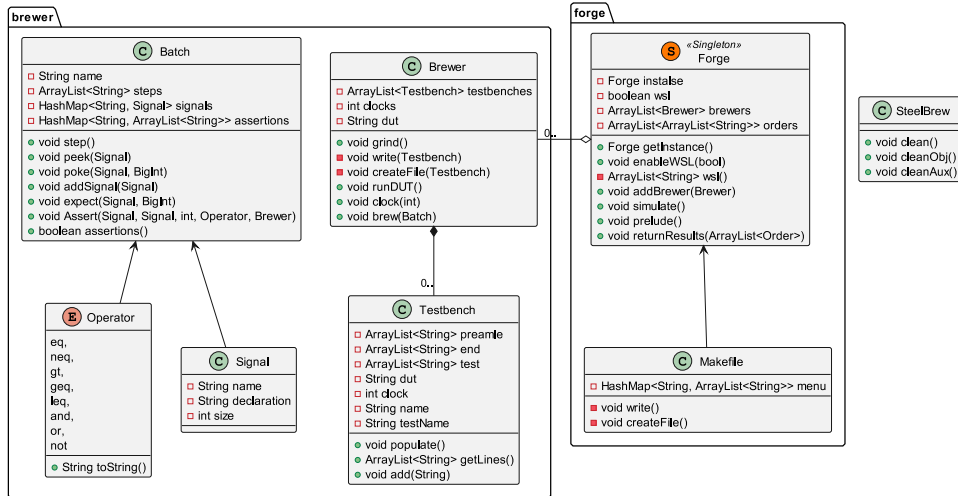 brewer
C Batch
String name
ArrayList<String> steps
HashMap<String, Signal> signals
HashMap<String, ArrayList<String>> assertions
void step()
void peek(Signal)
void poke(Signal, BigInt)
void addSignal(Signal)
void expect(Signal, BigInt)
void Assert(Signal, Signal, int, Operator, Brewer)
boolean assertions()
C Brewer
ArrayList<Testbench> testbenches
int clocks
String dut
void grind()
void write(Testbench)
void createFile(Testbench)
void runDUT()
void clock(int)
void brew(Batch)
0..
0..
E Operator
eq,
neq,
gt,
geq,
leq,
and,
or,
not
String toString()
C Signal
String name
String declaration
int size
C Testbench
ArrayList<String> preamle
ArrayList<String> end
ArrayList<String> test
String dut
int clock
String name
String testName
void populate()
ArrayList<String> getLines()
void add(String)
forge
S «Singleton»
Forge
Forge instalse
boolean wsl
ArrayList<Brewer> brewers
ArrayList<ArrayList<String>> orders
Forge getInstance()
void enableWSL(bool)
ArrayList<String> wsl()
void addBrewer(Brewer)
void simulate()
void prelude()
void returnResults(ArrayList<Order>)
C Makefile
HashMap<String, ArrayList<String>> menu
void write()
void createFile()
C SteelBrew
void clean()
void cleanObj()
void cleanAux()